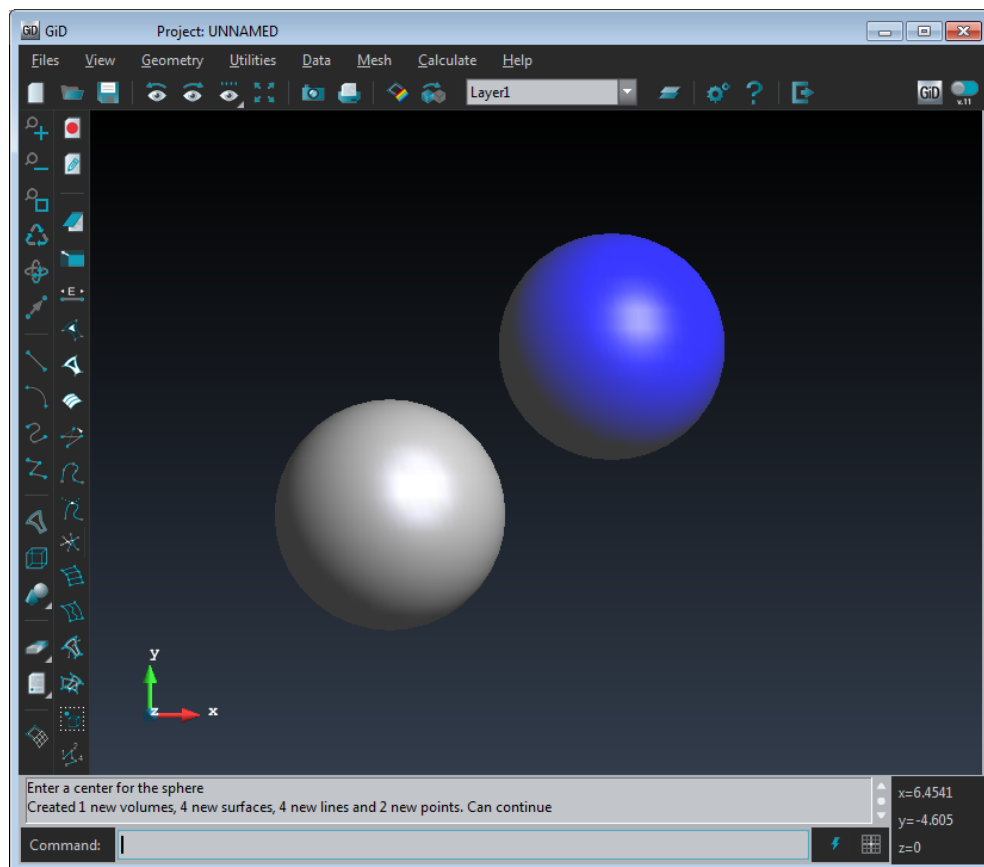 GiD GiD Project: UNNAMED
Files View Geometry Utilities Data Mesh Calculate Help
Layer1 GiD v.11
E
y
z x
2
4
Enter a center for the sphere
Created 1 new volumes, 4 new surfaces, 4 new lines and 2 new points. Can continue
x=6.4541
y=-4.605
z=0
Command: